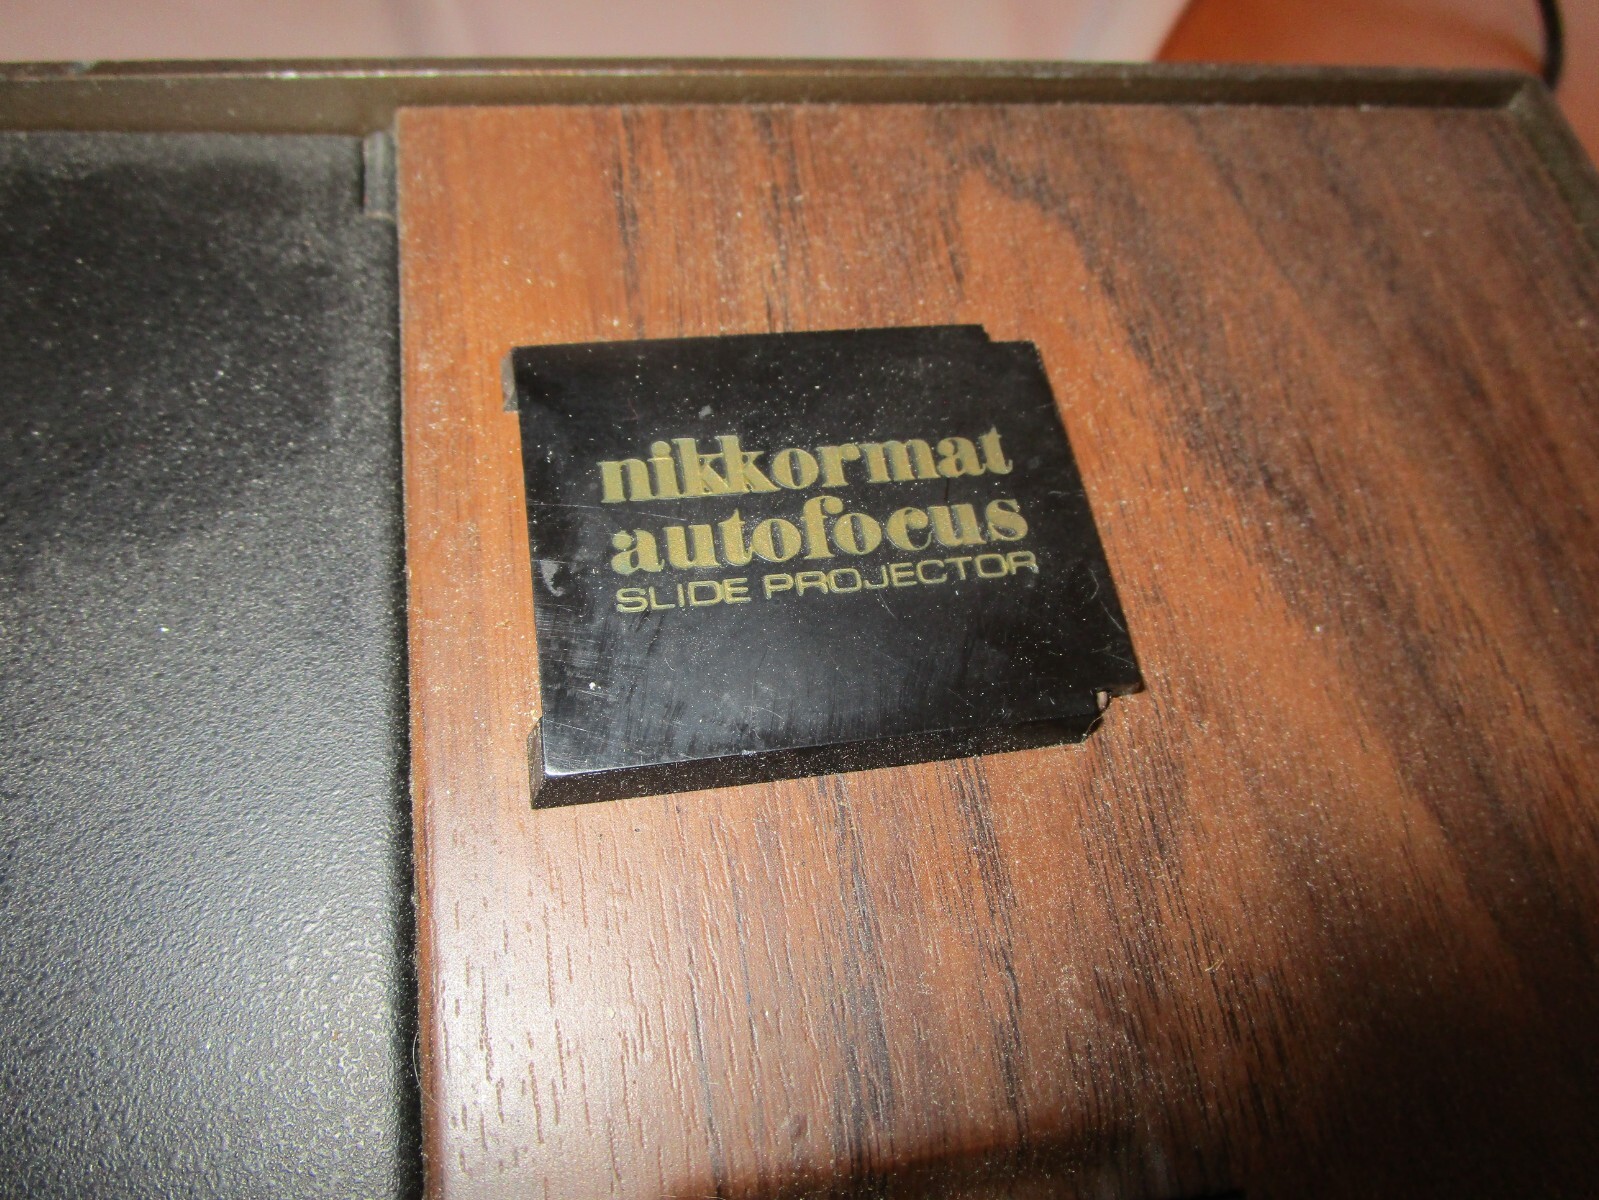 nikkormat
autofocus
SLIDE PROJECTOR